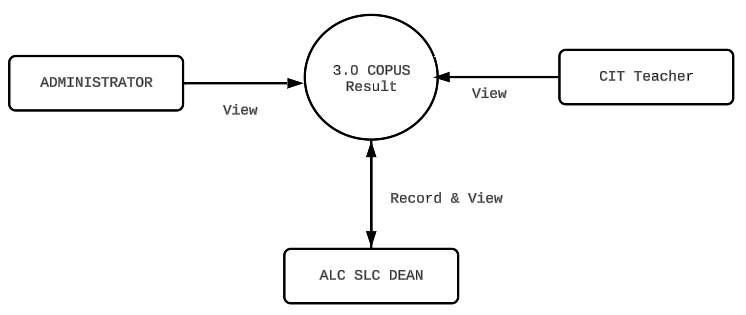 3.0 COPUS
Result
ADMINISTRATOR
CIT Teacher
View
View
Record & View
ALC SLC DEAN